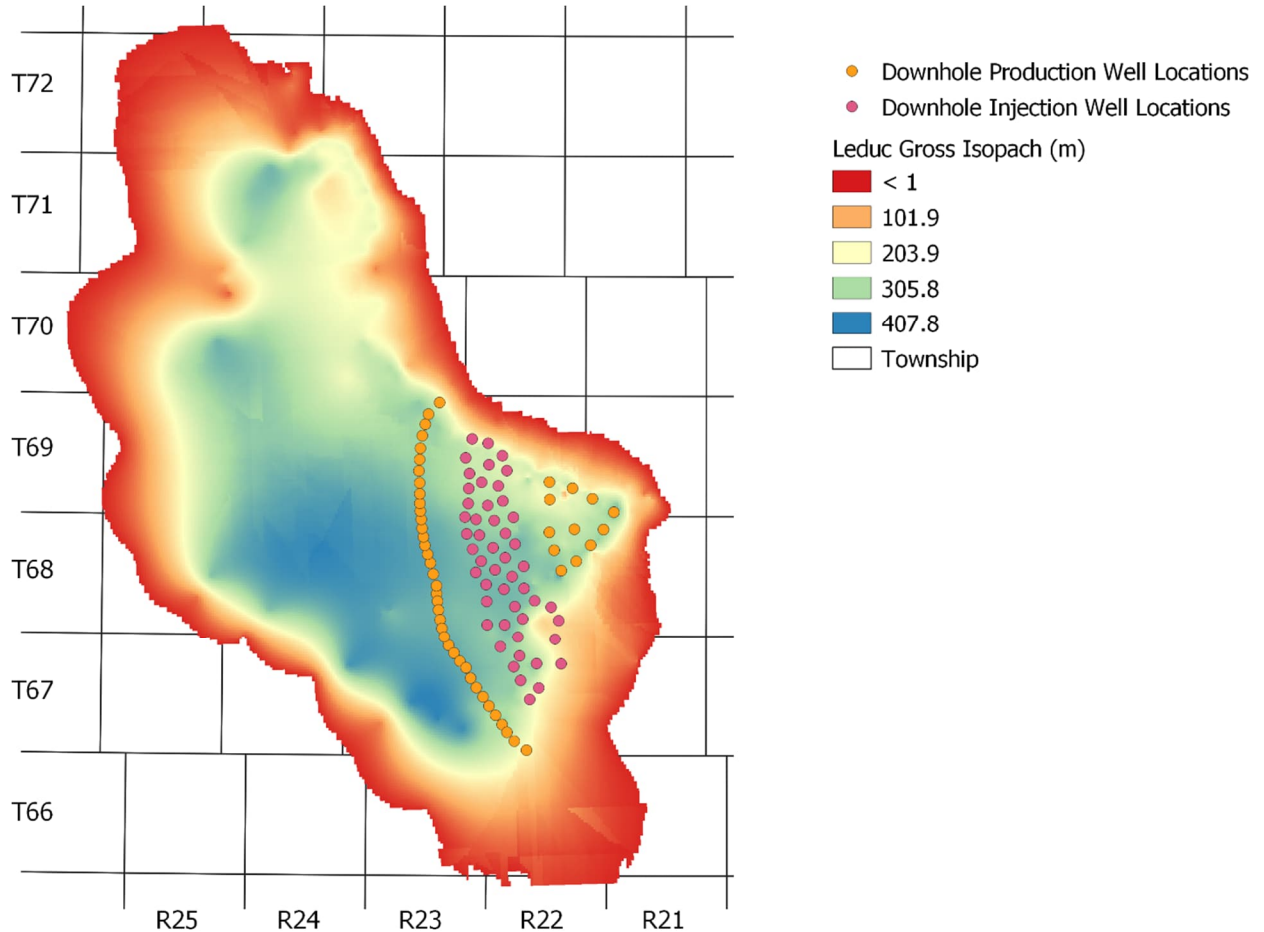 T72
T71
T70
T69
T68
T67
T66
R25 R24 R23 R22 R21
Downhole Production Well Locations
Downhole Injection Well Locations
Leduc Gross Isopach (m)
< 1
101.9
203.9
305.8
407.8
Township